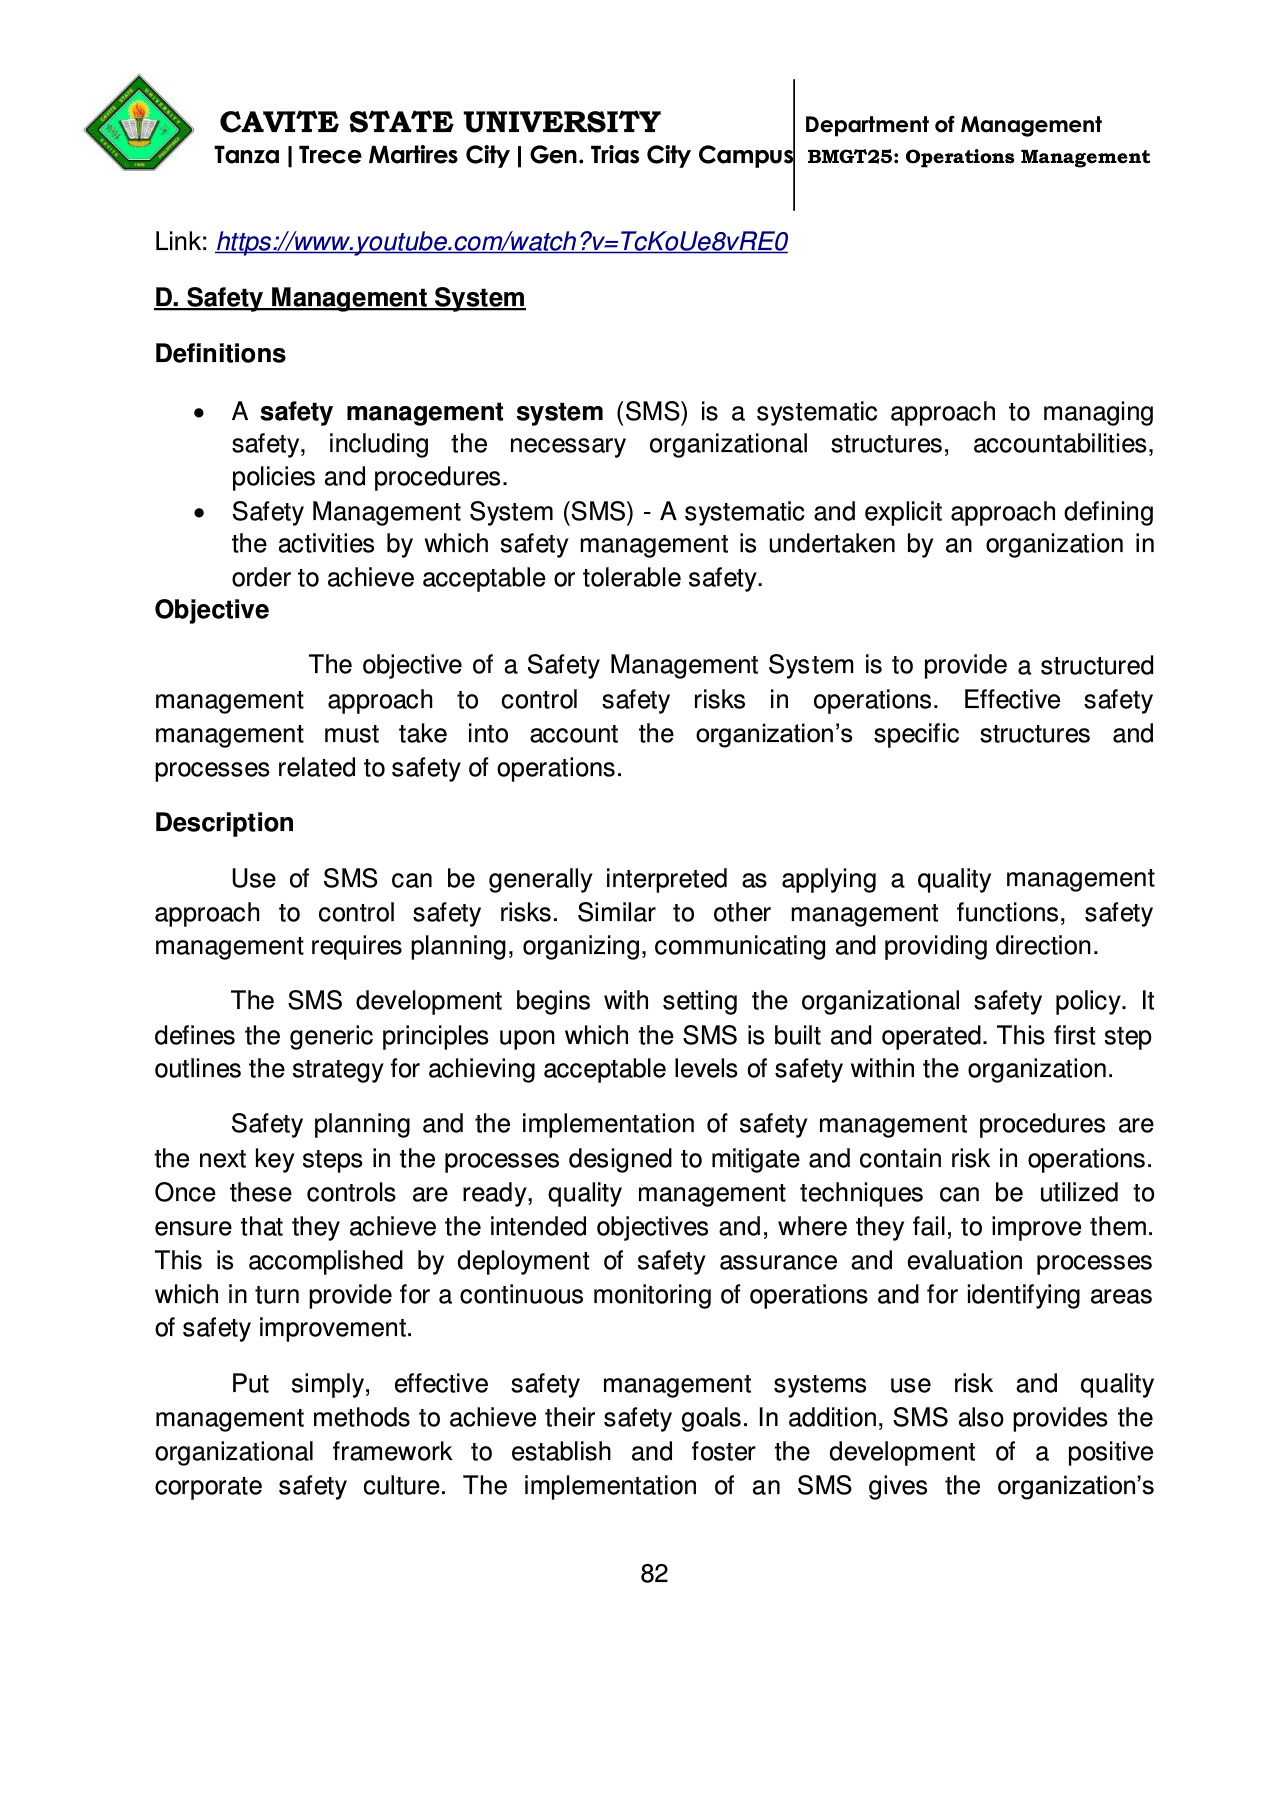 CAVITE STATE UNIVERSITY
Tanza | Trece Martires City | Gen. Trias City Campus
Department of Management
BMGT25: Operations Management
Link: https://www.youtube.com/watch?v=TcKoUe8vRE0
D. Safety Management System
Definitions
• A safety management system (SMS) is a systematic approach to managing
safety, including the necessary organizational structures, accountabilities,
policies and procedures.
• Safety Management System (SMS) - A systematic and explicit approach defining
the activities by which safety management is undertaken by an organization in
order to achieve acceptable or tolerable safety.
Objective
The objective of a Safety Management System is to provide a structured
management approach to control safety risks in operations. Effective safety
management must take into account the organization’s specific structures and
processes related to safety of operations.
Description
Use of SMS can be generally interpreted as applying a quality management
approach to control safety risks. Similar to other management functions, safety
management requires planning, organizing, communicating and providing direction.
The SMS development begins with setting the organizational safety policy. It
defines the generic principles upon which the SMS is built and operated. This first step
outlines the strategy for achieving acceptable levels of safety within the organization.
Safety planning and the implementation of safety management procedures are
the next key steps in the processes designed to mitigate and contain risk in operations.
Once these controls are ready, quality management techniques can be utilized to
ensure that they achieve the intended objectives and, where they fail, to improve them.
This is accomplished by deployment of safety assurance and evaluation processes
which in turn provide for a continuous monitoring of operations and for identifying areas
of safety improvement.
Put simply, effective safety management systems use risk and quality
management methods to achieve their safety goals. In addition, SMS also provides the
organizational framework to establish and foster the development of a positive
corporate safety culture. The implementation of an SMS gives the organization’s
82